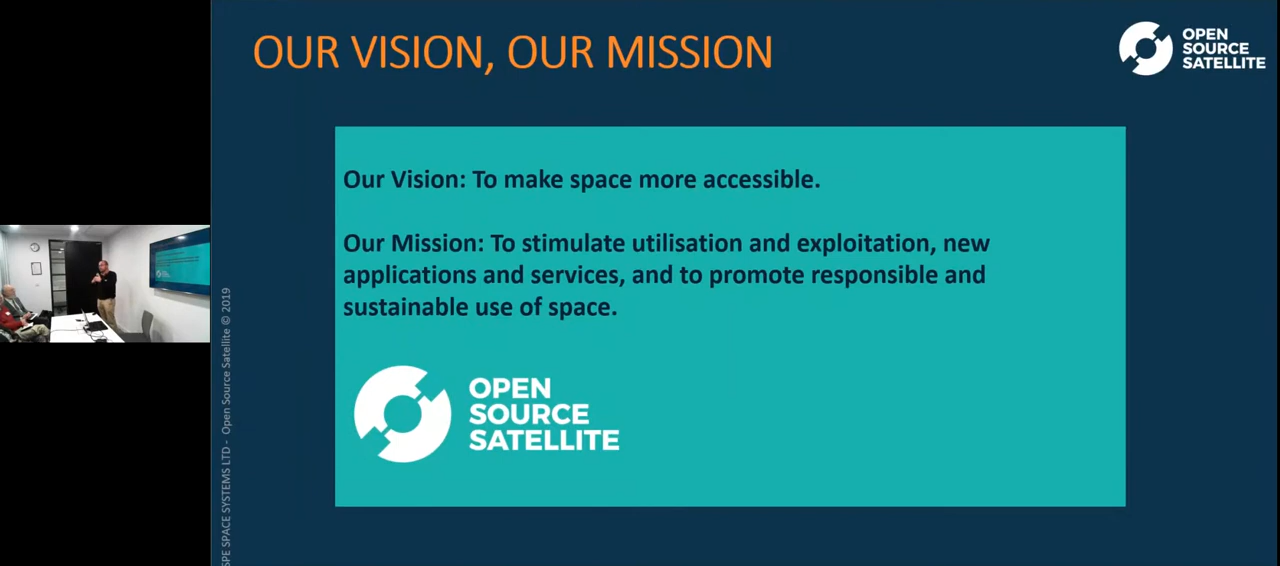 OUR VISION, OUR MISSION
OPEN
SOURCE
SATELLITE
Our Vision: To make space more accessible.
Our Mission: To stimulate utilisation and exploitation, new
applications and services, and to promote responsible and
sustainable use of space.
OPEN
SOURCE
SATELLITE
SPE SPACE SYSTEMS LTD - Open Source Satellite © 2019